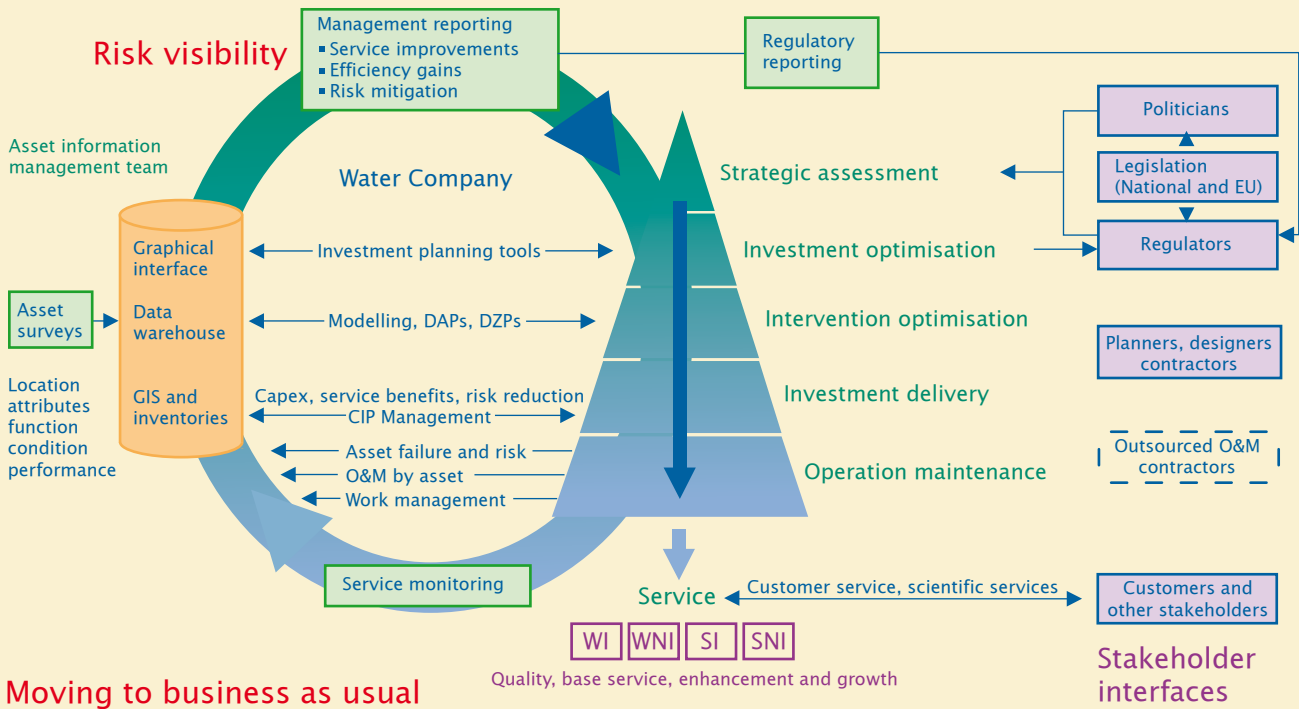 Risk visibility
Management reporting
▪ Service improvements
▪ Efficiency gains
▪ Risk mitigation
Regulatory
reporting
Asset information
management team
Water Company
Strategic assessment
Politicians
Legislation
(National and EU)
Regulators
Graphical
interface
Investment planning tools
Investment optimisation
Asset
surveys
Data
warehouse
Modelling, DAPs, DZPs
Intervention optimisation
Planners, designers
contractors
Location
attributes
function
condition
performance
GIS and
inventories
Capex, service benefits, risk reduction
CIP Management
Investment delivery
Asset failure and risk
O&M by asset
Work management
Operation maintenance
Outsourced O&M
contractors
Service monitoring
Service
Customer service, scientific services
Customers and
other stakeholders
WI WNI SI SNI
Quality, base service, enhancement and growth
Stakeholder
interfaces
Moving to business as usual